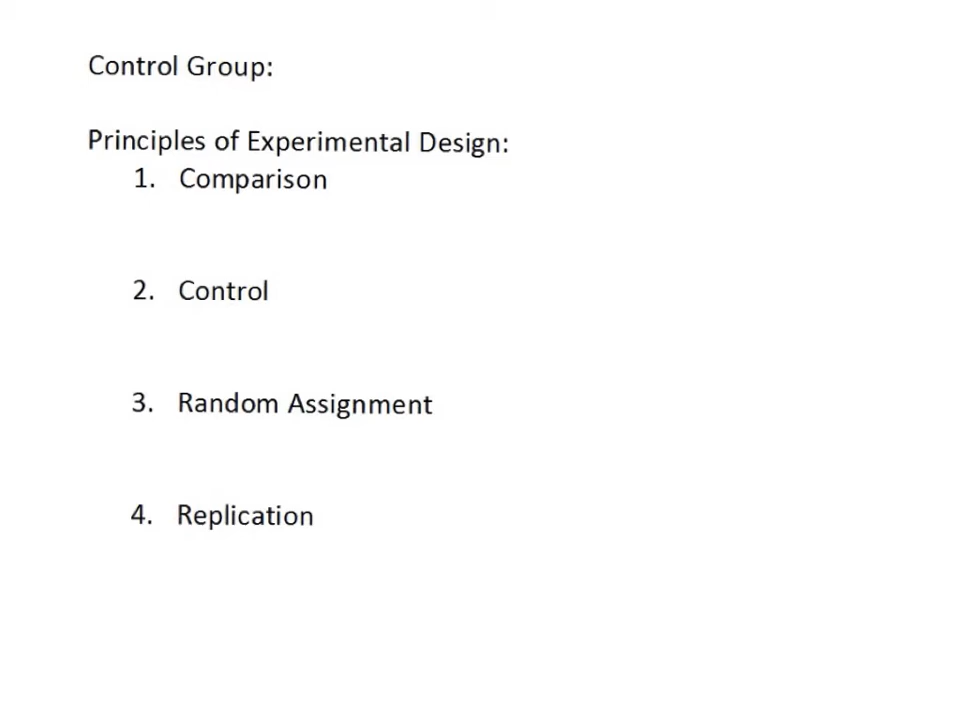 Control Group:
Principles of Experimental Design:
1. Comparison
2. Control
3. Random Assignment
4. Replication